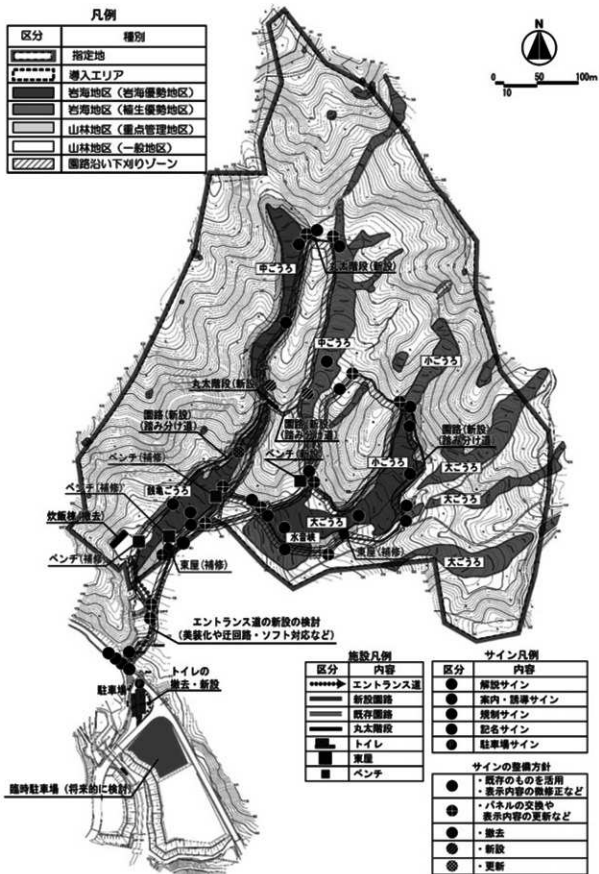 凡例
区分 種別
指定地
導入エリア
岩海地区（岩海優勢地区）
岩海地区（植生優勢地区）
山林地区（重点管理地区）
山林地区（一般地区）
園路沿い下刈りゾーン
N
0 50 100m
10
丸太階段(新設)
中ごうろ
中ごうろ
小ごうろ
丸太階段(新設)
園路(新設)
(踏み分け道)
園路(新設)
(踏み分け道)
園路(新設)
(踏み分け道)
ベンチ(補修)
ベンチ(新設)
小ごうろ
大ごうろ
ベンチ(補修)
鼓亀ごうろ
大ごうろ
炊飯棟(撤去)
大ごうろ
水音峡
ベンチ(補修)
東屋(補修)
東屋(補修)
大ごうろ
エントランス道の新設の検討
(美装化や迂回路・ソフト対応など)
トイレの
撤去・新設
駐車場
臨時駐車場（将来的に検討）
施設凡例
区分 内容
エントランス道
新設園路
既存園路
丸太階段
トイレ
東屋
ベンチ
サイン凡例
区分 内容
解説サイン
案内・誘導サイン
規制サイン
記名サイン
駐車場サイン
サインの整備方針
・既存のものを活用
・表示内容の微修正など
・パネルの交換や
表示内容の更新など
・撤去
・新設
・更新